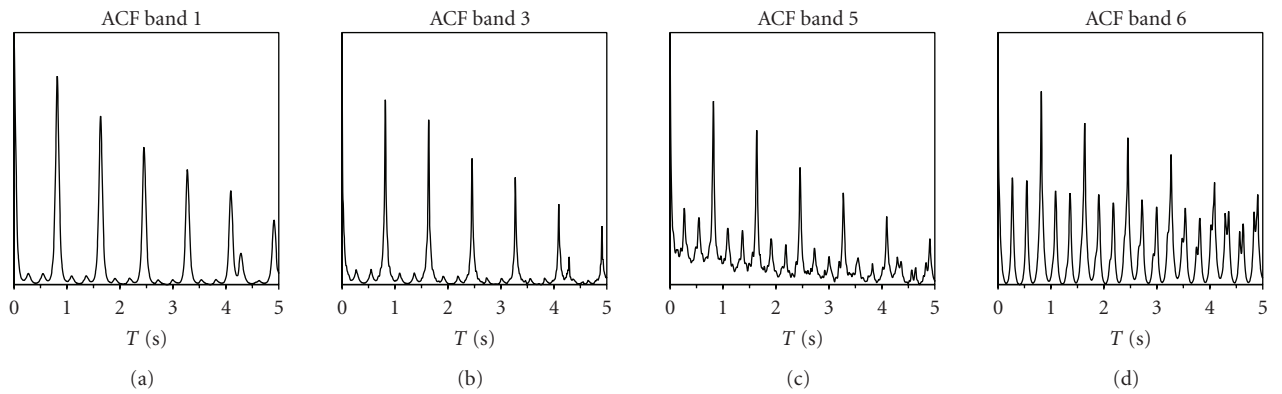 ACF band 1
0 1 2 3 4 5
T (s)
(a)
ACF band 3
0 1 2 3 4 5
T (s)
(b)
ACF band 5
0 1 2 3 4 5
T (s)
(c)
ACF band 6
0 1 2 3 4 5
T (s)
(d)